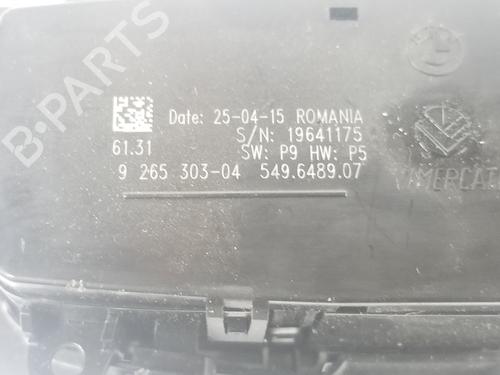 Date: 25-04-15 ROMANIA
S/N: 19641175
61.31
SW: P9 HW: P5
9 265 303-04 549.6489.07
B-PARTS